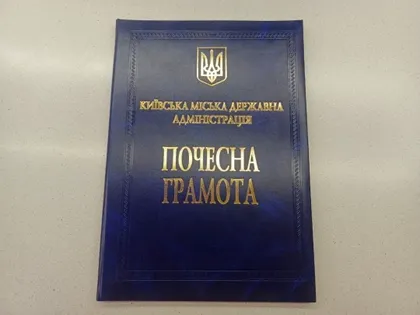 КИЇВСЬКА МІСЬКА ДЕРЖАВНА
АДМІНІСТРАЦІЯ
ПОЧЕСНА
ГРАМОТА